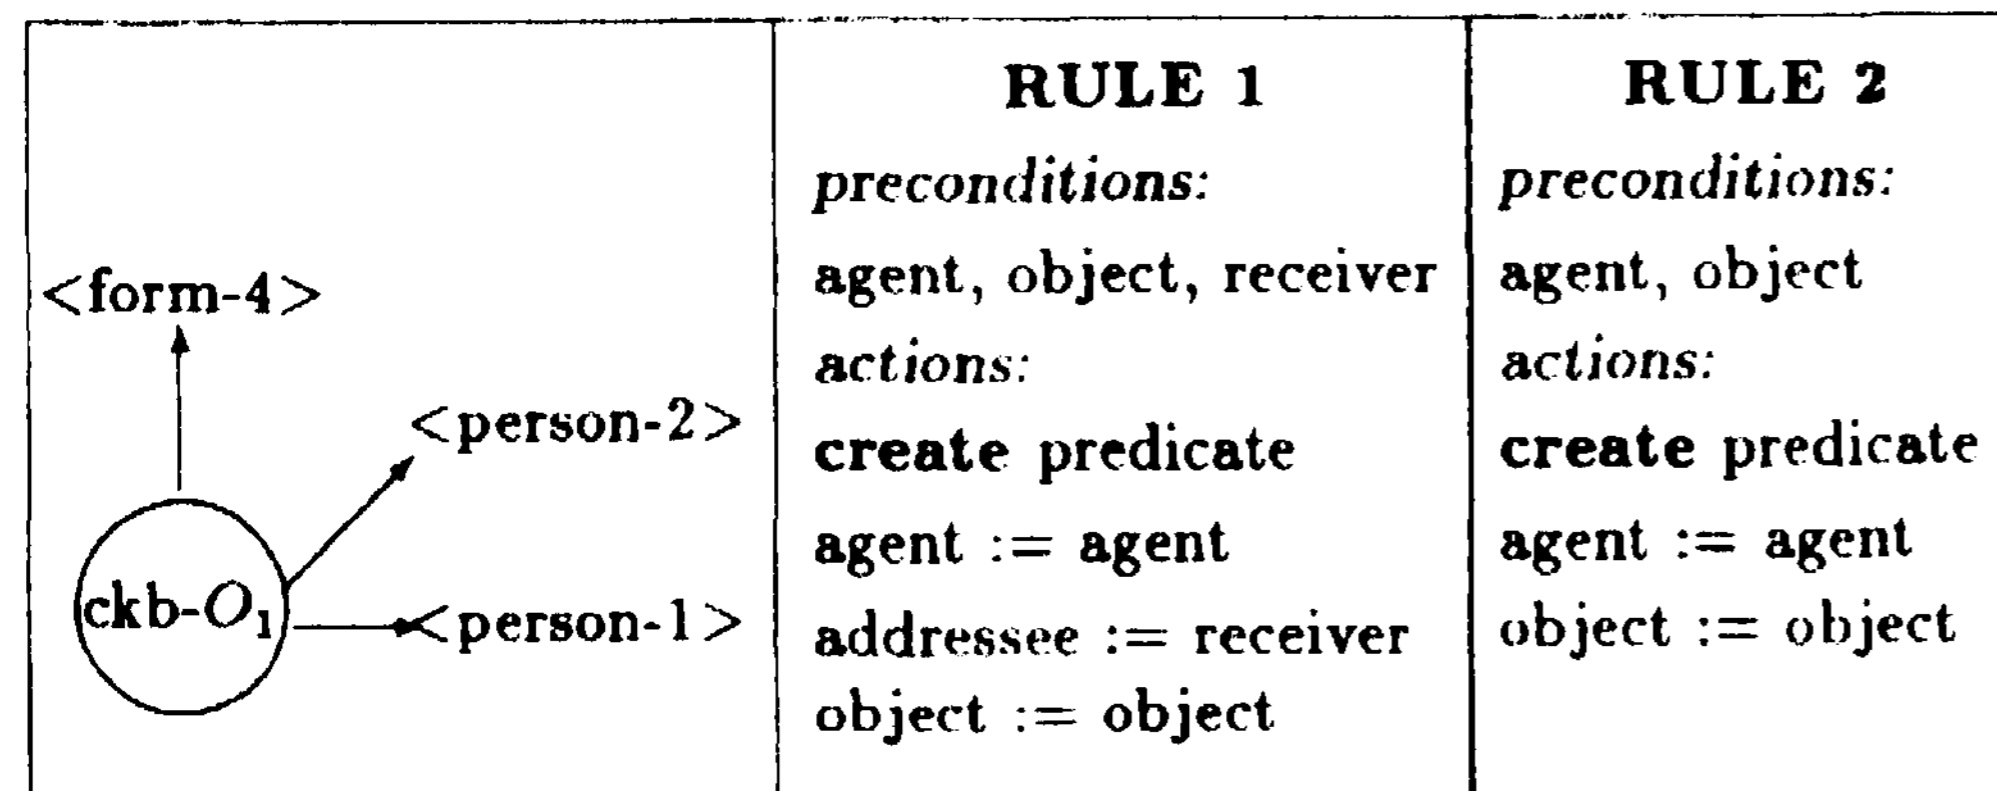 <form-4>
<person-2>
ckb-O₁
<person-1>
RULE 1
preconditions:
agent, object, receiver
actions:
create predicate
agent := agent
addressee := receiver
object := object
RULE 2
preconditions:
agent, object
actions:
create predicate
agent := agent
object := object